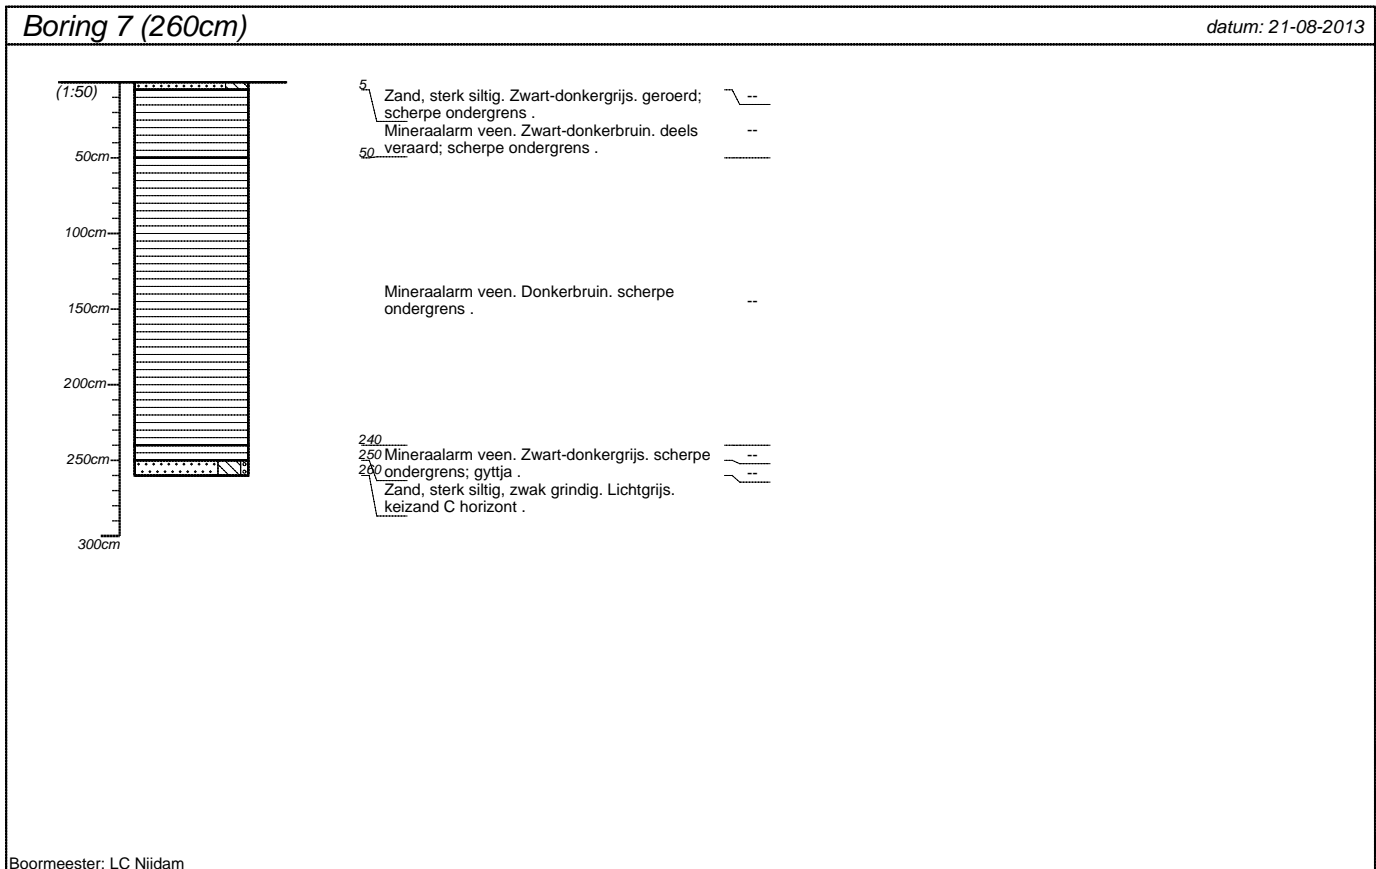 Boring 7 (260cm)
datum: 21-08-2013
(1:50)
50cm
100cm
150cm
200cm
250cm
300cm
5
Zand, sterk siltig. Zwart-donkergrijs. geroerd;
scherpe ondergrens .
--
Mineraalarm veen. Zwart-donkerbruin. deels
veraard; scherpe ondergrens .
--
50
Mineraalarm veen. Donkerbruin. scherpe
ondergrens .
--
240
250 Mineraalarm veen. Zwart-donkergrijs. scherpe
ondergrens; gyttja .
--
260
Zand, sterk siltig, zwak grindig. Lichtgrijs.
keizand C horizont .
--
Boormeester: LC Nijdam